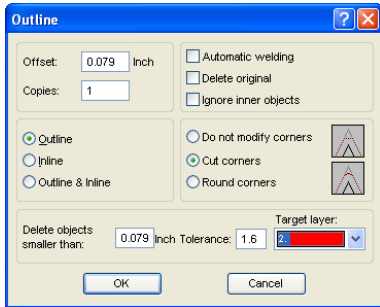 Outline
Offset: 0.079 Inch
Copies: 1
Automatic welding
Delete original
Ignore inner objects
Outline
Inline
Outline & Inline
Do not modify corners
Cut corners
Round corners
Delete objects smaller than: 0.079 Inch Tolerance: 1.6
Target layer:
2.
OK Cancel